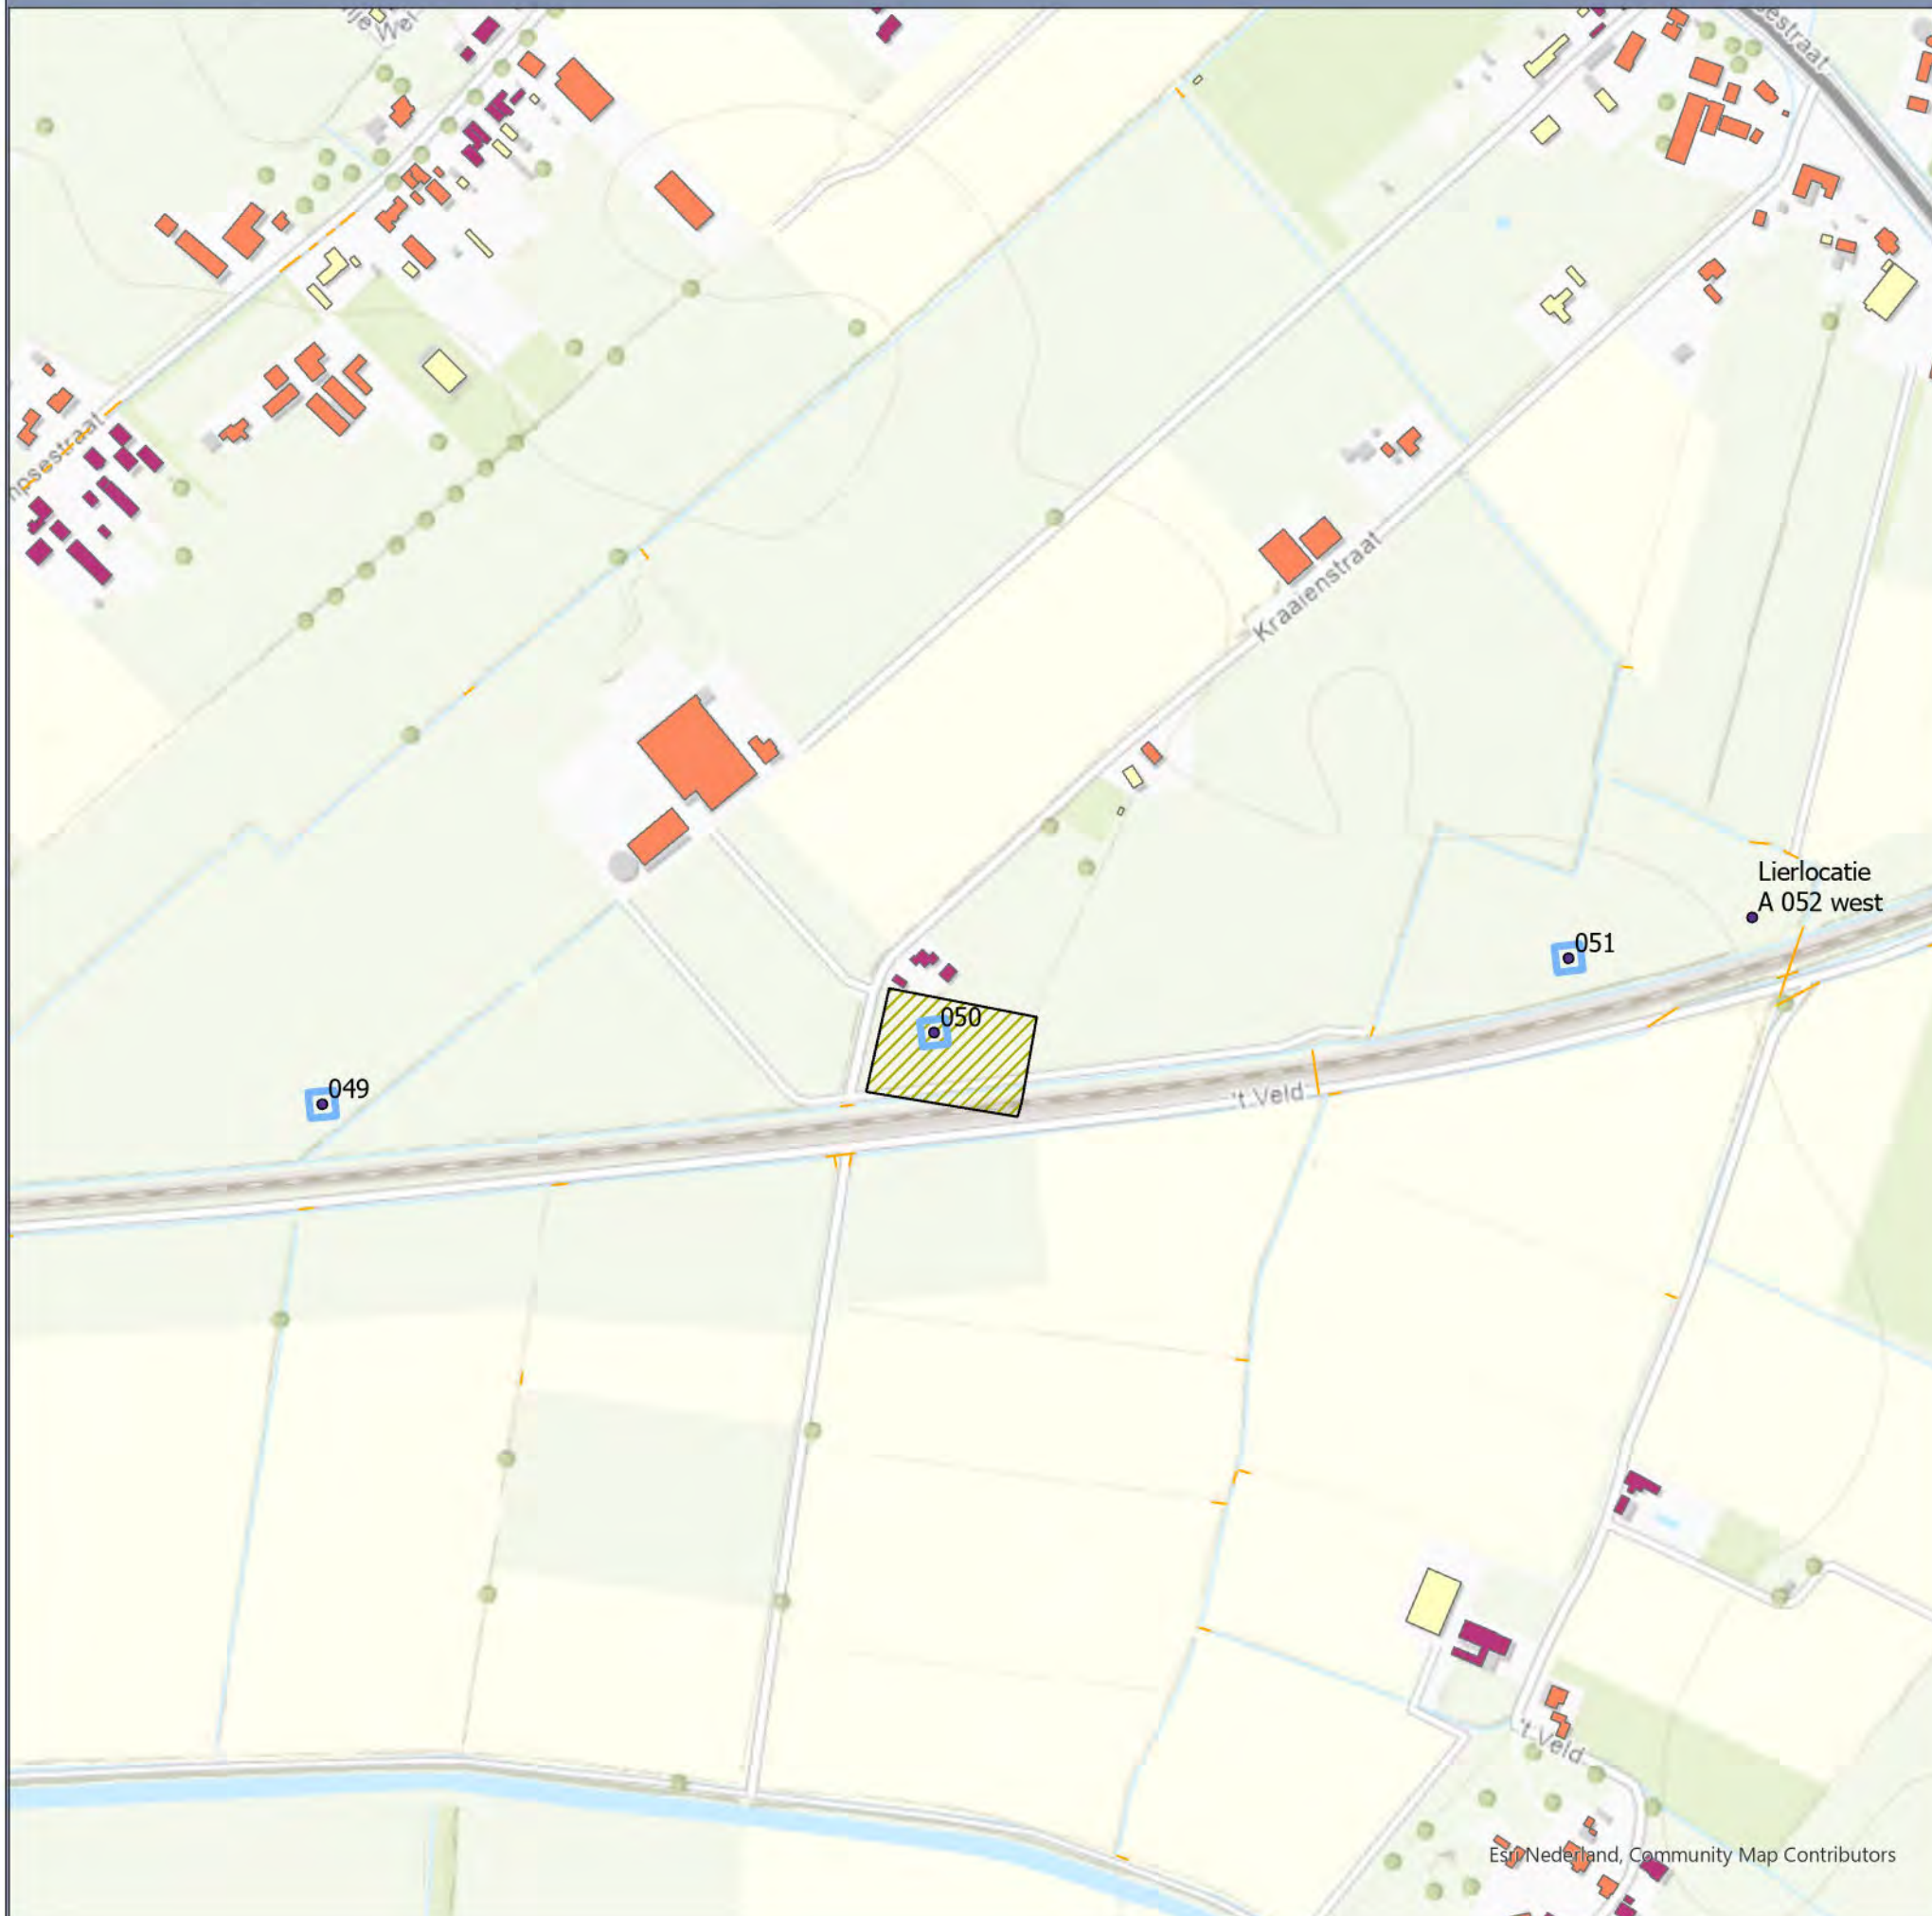 Kraaienstraat
Lierlocatie
A 052 west
051
050
049
't Veld
't Veld
Esri Nederland, Community Map Contributors